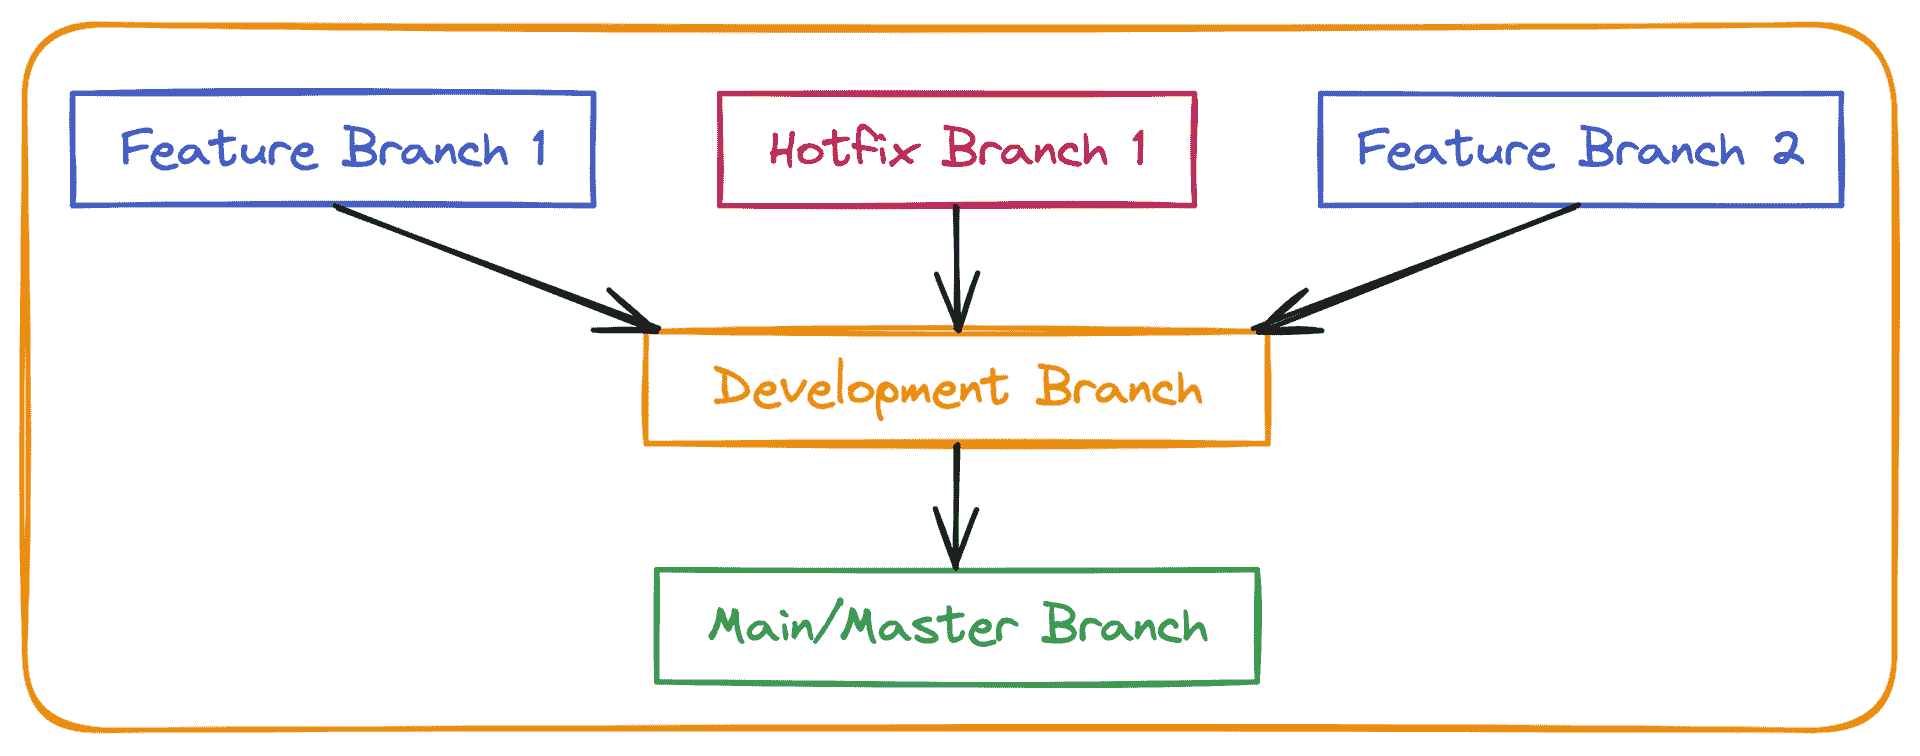 Feature Branch 1
Hotfix Branch 1
Feature Branch 2
Development Branch
Main/Master Branch